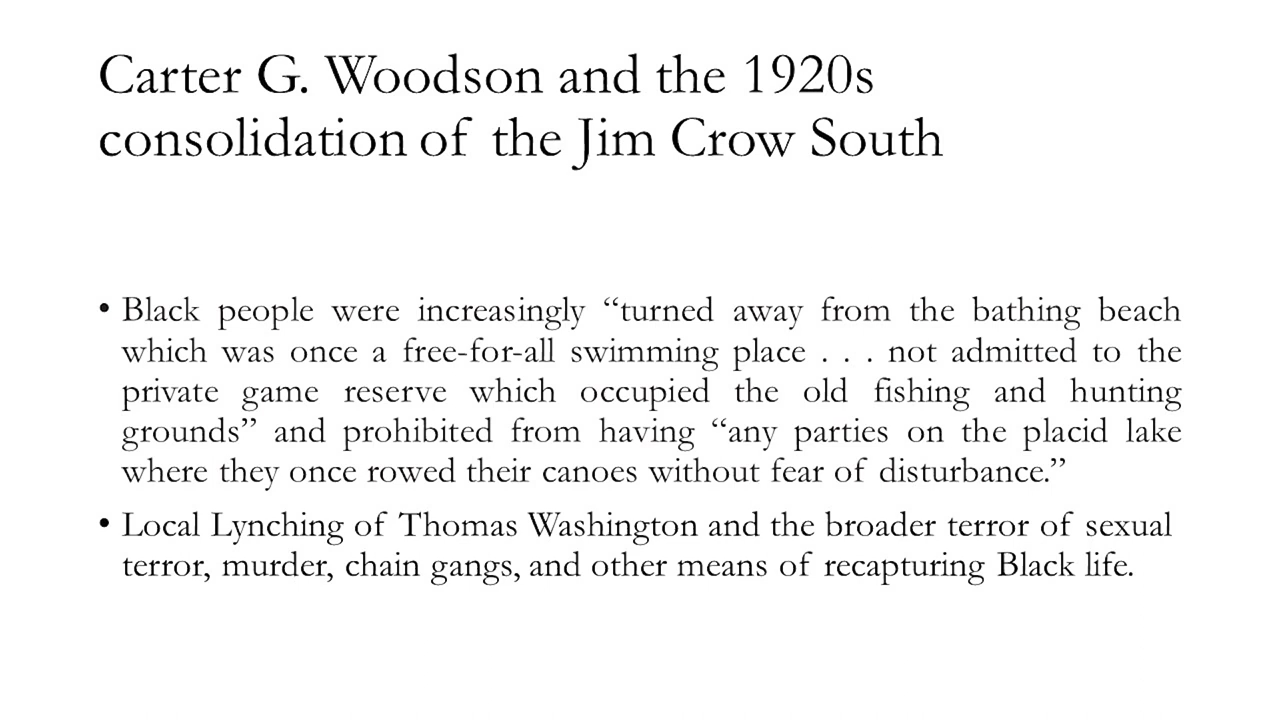 Carter G. Woodson and the 1920s
consolidation of the Jim Crow South
• Black people were increasingly “turned away from the bathing beach
which was once a free-for-all swimming place . . . not admitted to the
private game reserve which occupied the old fishing and hunting
grounds” and prohibited from having “any parties on the placid lake
where they once rowed their canoes without fear of disturbance.”
• Local Lynching of Thomas Washington and the broader terror of sexual
terror, murder, chain gangs, and other means of recapturing Black life.